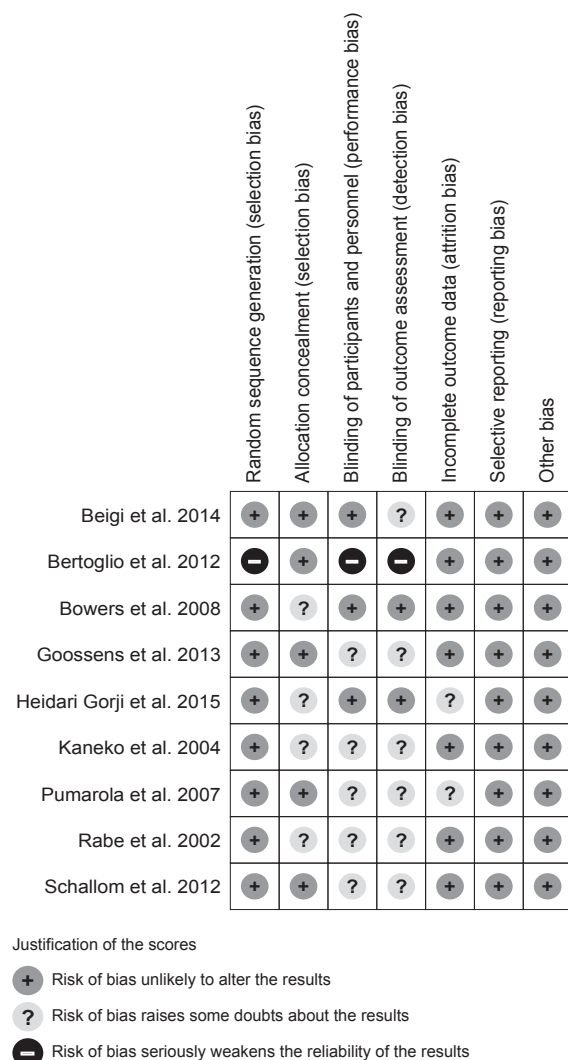 Random sequence generation (selection bias)
Allocation concealment (selection bias)
Blinding of participants and personnel (performance bias)
Blinding of outcome assessment (detection bias)
Incomplete outcome data (attrition bias)
Selective reporting (reporting bias)
Other bias
Beigi et al. 2014 + + + ? + + +
Bertoglio et al. 2012 − + − − + + +
Bowers et al. 2008 + ? + + + + +
Goossens et al. 2013 + + ? ? + + +
Heidari Gorji et al. 2015 + ? + + ? + +
Kaneko et al. 2004 + ? ? ? + + +
Pumarola et al. 2007 + + ? ? ? + +
Rabe et al. 2002 + ? ? ? + + +
Schallom et al. 2012 + + ? ? + + +
Justification of the scores
+ Risk of bias unlikely to alter the results
? Risk of bias raises some doubts about the results
− Risk of bias seriously weakens the reliability of the results